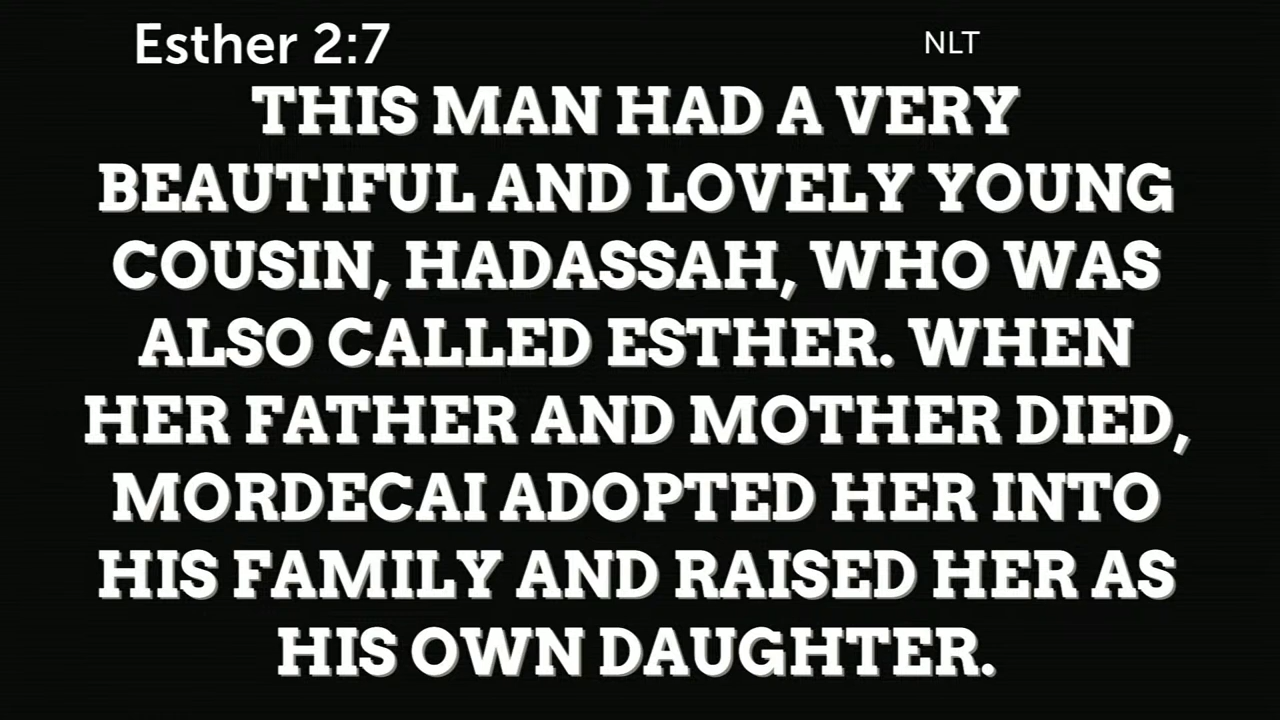 Esther 2:7 NLT
THIS MAN HAD A VERY
BEAUTIFUL AND LOVELY YOUNG
COUSIN, HADASSAH, WHO WAS
ALSO CALLED ESTHER. WHEN
HER FATHER AND MOTHER DIED,
MORDECAI ADOPTED HER INTO
HIS FAMILY AND RAISED HER AS
HIS OWN DAUGHTER.